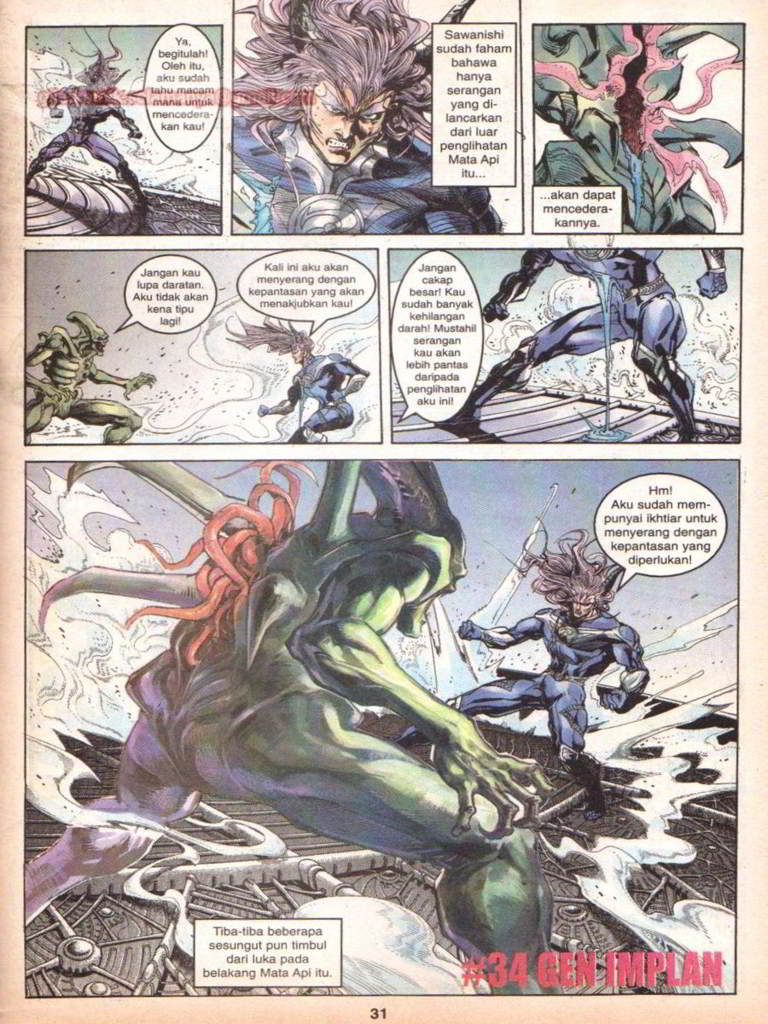 Ya,
begitulah!
Oleh itu,
aku sudah
tahu macam
mana untuk
mencedera-
kan kau!
Sawanishi
sudah faham
bahawa
hanya
serangan
yang di-
lancarkan
dari luar
penglihatan
Mata Api
itu...
...akan dapat
mencedera-
kannya.
Jangan kau
lupa daratan.
Aku tidak akan
kena tipu
lagi!
Kali ini aku akan
menyerang dengan
kepantasan yang akan
menakjubkan kau!
Jangan
cakap
besar! Kau
sudah banyak
kehilangan
darah! Mustahil
serangan
kau akan
lebih pantas
daripada
penglihatan
aku ini!
Hm!
Aku sudah mem-
punyai ikhtiar untuk
menyerang dengan
kepantasan yang
diperlukan!
Tiba-tiba beberapa
sesungut pun timbul
dari luka pada
belakang Mata Api itu.
#34 GEN IMPLAN
31